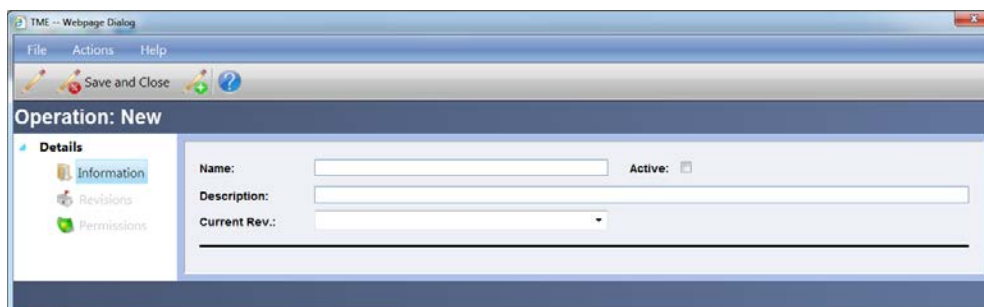 TME -- Webpage Dialog
File Actions Help
Save and Close
Operation: New
Details
Information
Revisions
Permissions
Name:
Active:
Description:
Current Rev.: